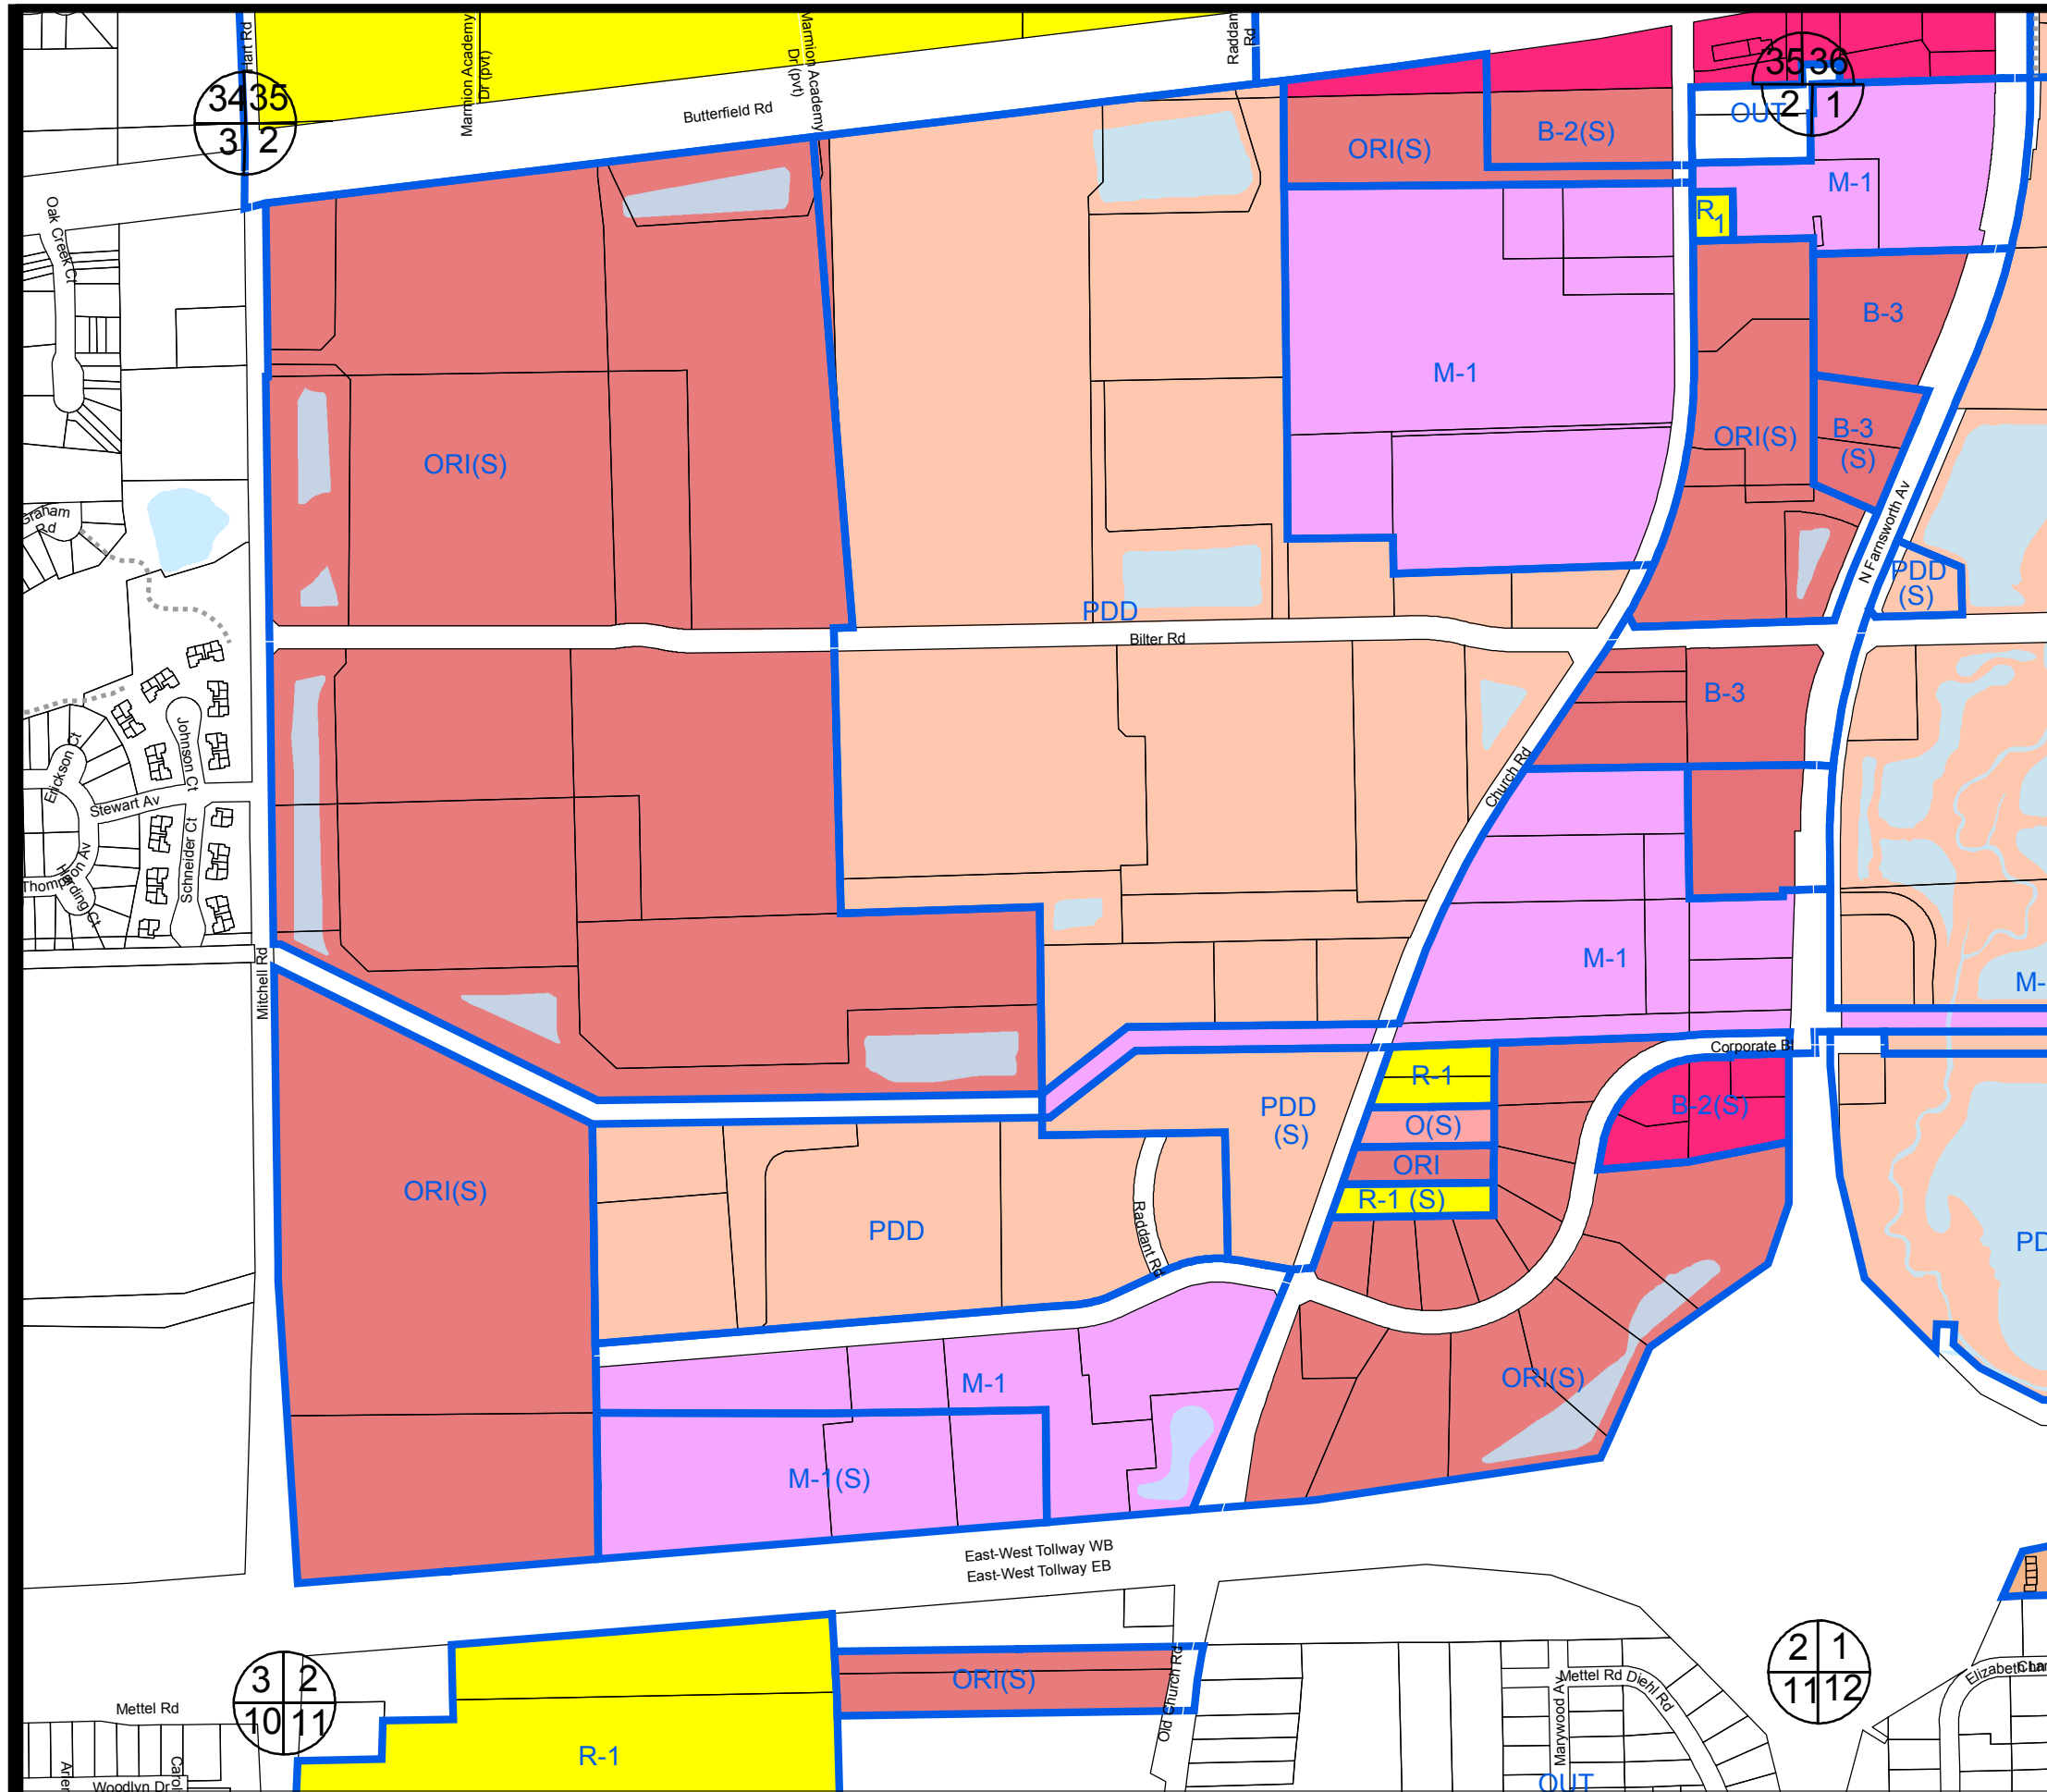 Hart Rd
Marmion Academy
Dr (pvt)
Marmion Academy
Dr (pvt)
Raddan
Rd
34 35
3 2
35 36
2 1
Butterfield Rd
OUT
ORI(S)
B-2(S)
M-1
R
1
Oak Creek Ct
B-3
M-1
ORI(S)
ORI(S)
B-3
(S)
Graham
Rd
N Farnsworth Av
PDD
(S)
PDD
Bilter Rd
B-3
Johnson Ct
Erickson Ct
Stewart Av
Church Rd
Schneider Ct
Thompson Av
Harding Ct
Mitchell Rd
M-1
M-
Corporate Bl
R-1
PDD
(S)
B-2(S)
O(S)
ORI
ORI(S)
R-1 (S)
PDD
Raddant Rd
PD
M-1
ORI(S)
M-1(S)
East-West Tollway WB
East-West Tollway EB
3 2
10 11
2 1
11 12
ORI(S)
Old Church Rd
Mettel Rd
Diehl Rd
Marywood Av
Mettel Rd
R-1
Woodlyn Dr
OUT